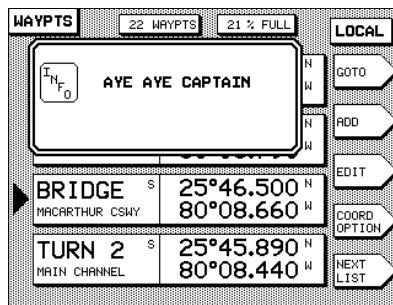 WAYPTS
22 WAYPTS
21 % FULL
LOCAL
INFO
AYE AYE CAPTAIN
N
W
GOTO
N
W
ADD
EDIT
BRIDGE S 25°46.500 N
MACARTHUR CSWY 80°08.660 W
COORD
OPTION
TURN 2 S 25°45.890 N
MAIN CHANNEL 80°08.440 W
NEXT
LIST